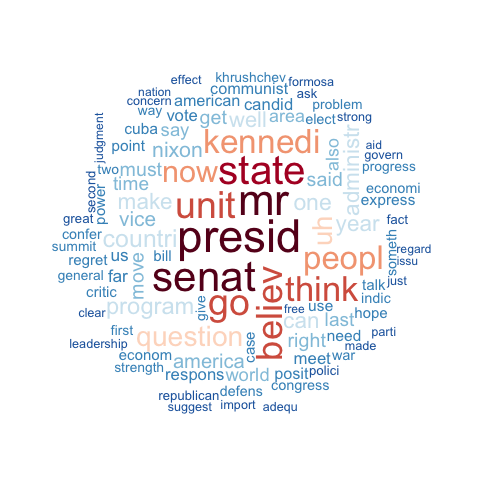 effect khrushchev formosa
nation communist ask
concern american candid problem
way vote get well area elect strong
cuba say
judgment
point nixon kennedi also aid
two must now state said administr govern
time progress
second power make unit mr one economi
great vice presid uh year express
confer countri fact
summit us bill senat peopl someth regard
regret move believ think talk issu
general far go indic just
critic program give free use hope
clear can last parti
first question case right need made
leadership econom america meet war
strength respons world posit polici
defens congress
republican
suggest import adequ